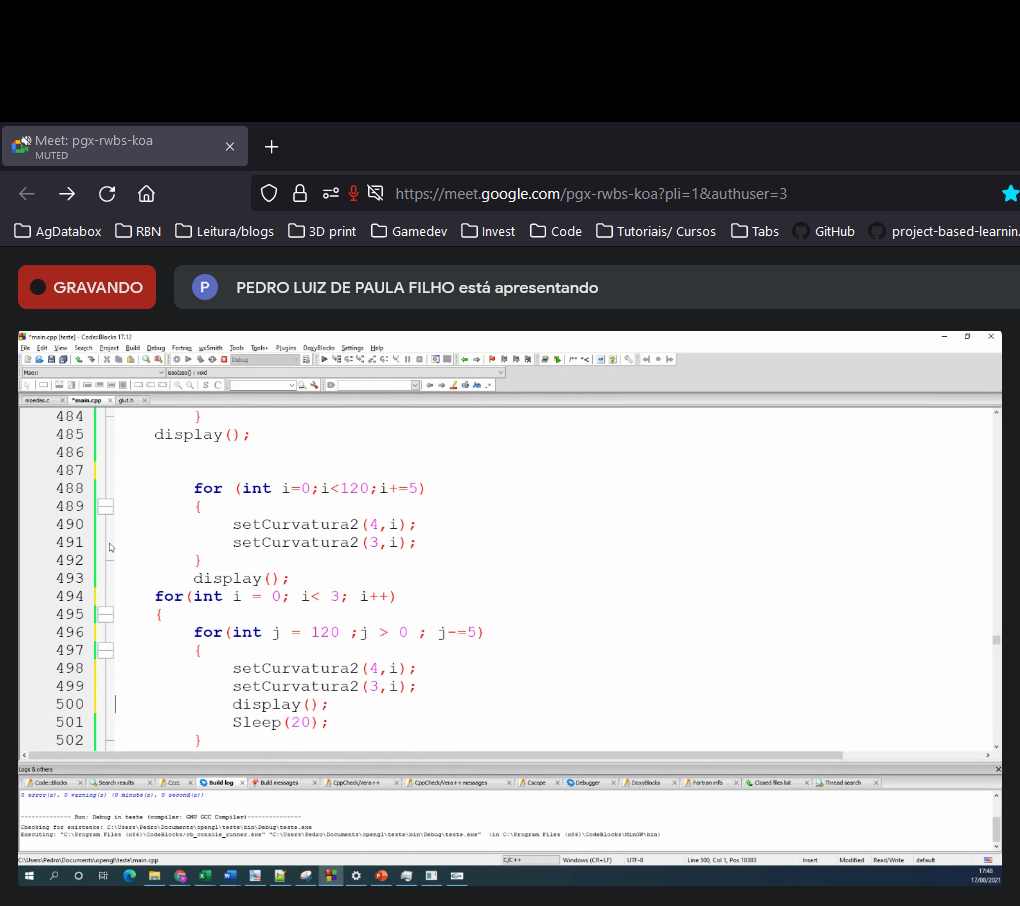 Meet: pgx-rwbs-koa
MUTED
https://meet.google.com/pgx-rwbs-koa?pli=1&authuser=3
AgDatabox RBN Leitura/blogs 3D print Gamedev Invest Code Tutoriais/ Cursos Tabs GitHub project-based-learnin
GRAVANDO
P PEDRO LUIZ DE PAULA FILHO está apresentando
*main.cpp [teste] - Code::Blocks 17.12
File Edit View Search Project Build Debug Fortran wxSmith Tools Tools+ Plugins DoxyBlocks Settings Help
Debug
: void
moedas.c *main.cpp glut.h
484 }
485 display();
486
487
488 for (int i=0;i<120;i+=5)
489 {
490 setCurvatura2(4,i);
491 setCurvatura2(3,i);
492 }
493 display();
494 for(int i = 0; i< 3; i++)
495 {
496 for(int j = 120 ;j > 0 ; j-=5)
497 {
498 setCurvatura2(4,i);
499 setCurvatura2(3,i);
500 display();
501 Sleep(20);
502 }
Logs & others
Code::Blocks Search results Cccc Build log Build messages CppCheck/Vera++ CppCheck/Vera++ messages Cscope Debugger DoxyBlocks Fortran info Closed files list Thread search
0 error(s), 0 warning(s) (0 minute(s), 0 second(s))
-------------- Run: Debug in teste (compiler: GNU GCC Compiler)---------------
Checking for existence: C:\Users\Pedro\Documents\opengl\teste\bin\Debug\teste.exe
Executing: "C:\Program Files (x86)\CodeBlocks/cb_console_runner.exe" "C:\Users\Pedro\Documents\opengl\teste\bin\Debug\teste.exe" (in C:\Program Files (x86)\CodeBlocks\MinGW\bin)
C:\Users\Pedro\Documents\opengl\teste\main.cpp C/C++ Windows (CR+LF) UTF-8 Line 500, Col 1, Pos 10383 Insert Modified Read/Write default
17:48
17/08/2021